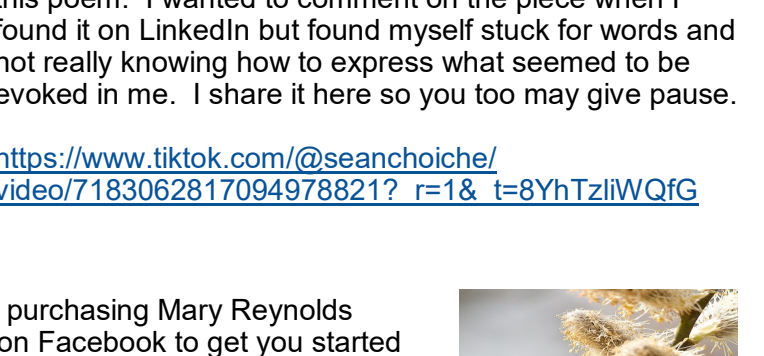 this poem. I wanted to comment on the piece when I
found it on LinkedIn but found myself stuck for words and
not really knowing how to express what seemed to be
evoked in me. I share it here so you too may give pause.
https://www.tiktok.com/@seanchoiche/
video/7183062817094978821?_r=1&_t=8YhTzliWQfG
purchasing Mary Reynolds
on Facebook to get you started